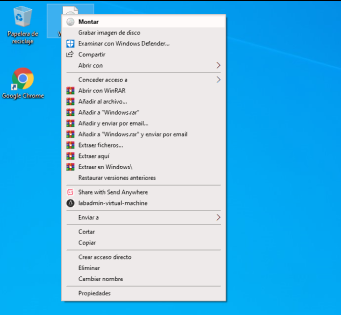 Papelera de
reciclaje
Google Chrome
Montar
Grabar imagen de disco
Examinar con Windows Defender...
Compartir
Abrir con
Conceder acceso a
Abrir con WinRAR
Añadir al archivo...
Añadir a "Windows.rar"
Añadir y enviar por email...
Añadir a "Windows.rar" y enviar por email
Extraer ficheros...
Extraer aquí
Extraer en Windows\
Restaurar versiones anteriores
Share with Send Anywhere
labadmin-virtual-machine
Enviar a
Cortar
Copiar
Crear acceso directo
Eliminar
Cambiar nombre
Propiedades